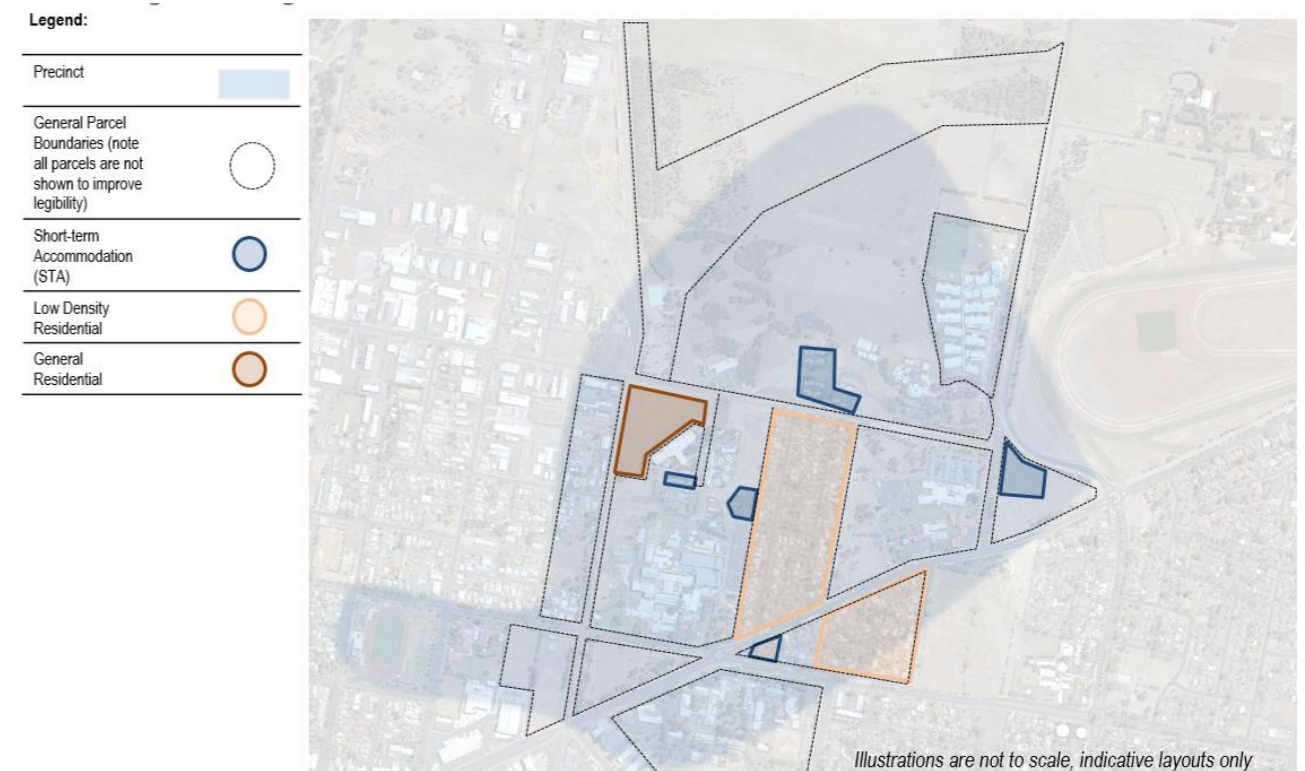 Legend:
Precinct
General Parcel
Boundaries (note
all parcels are not
shown to improve
legibility)
Short-term
Accommodation
(STA)
Low Density
Residential
General
Residential
Illustrations are not to scale, indicative layouts only